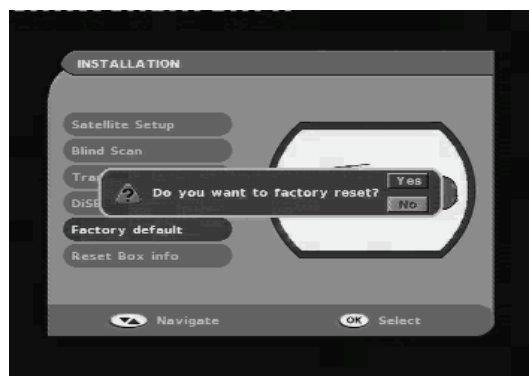 INSTALLATION
Satellite Setup
Blind Scan
Do you want to factory reset?
Yes
No
Factory default
Reset Box info
Navigate
OK Select